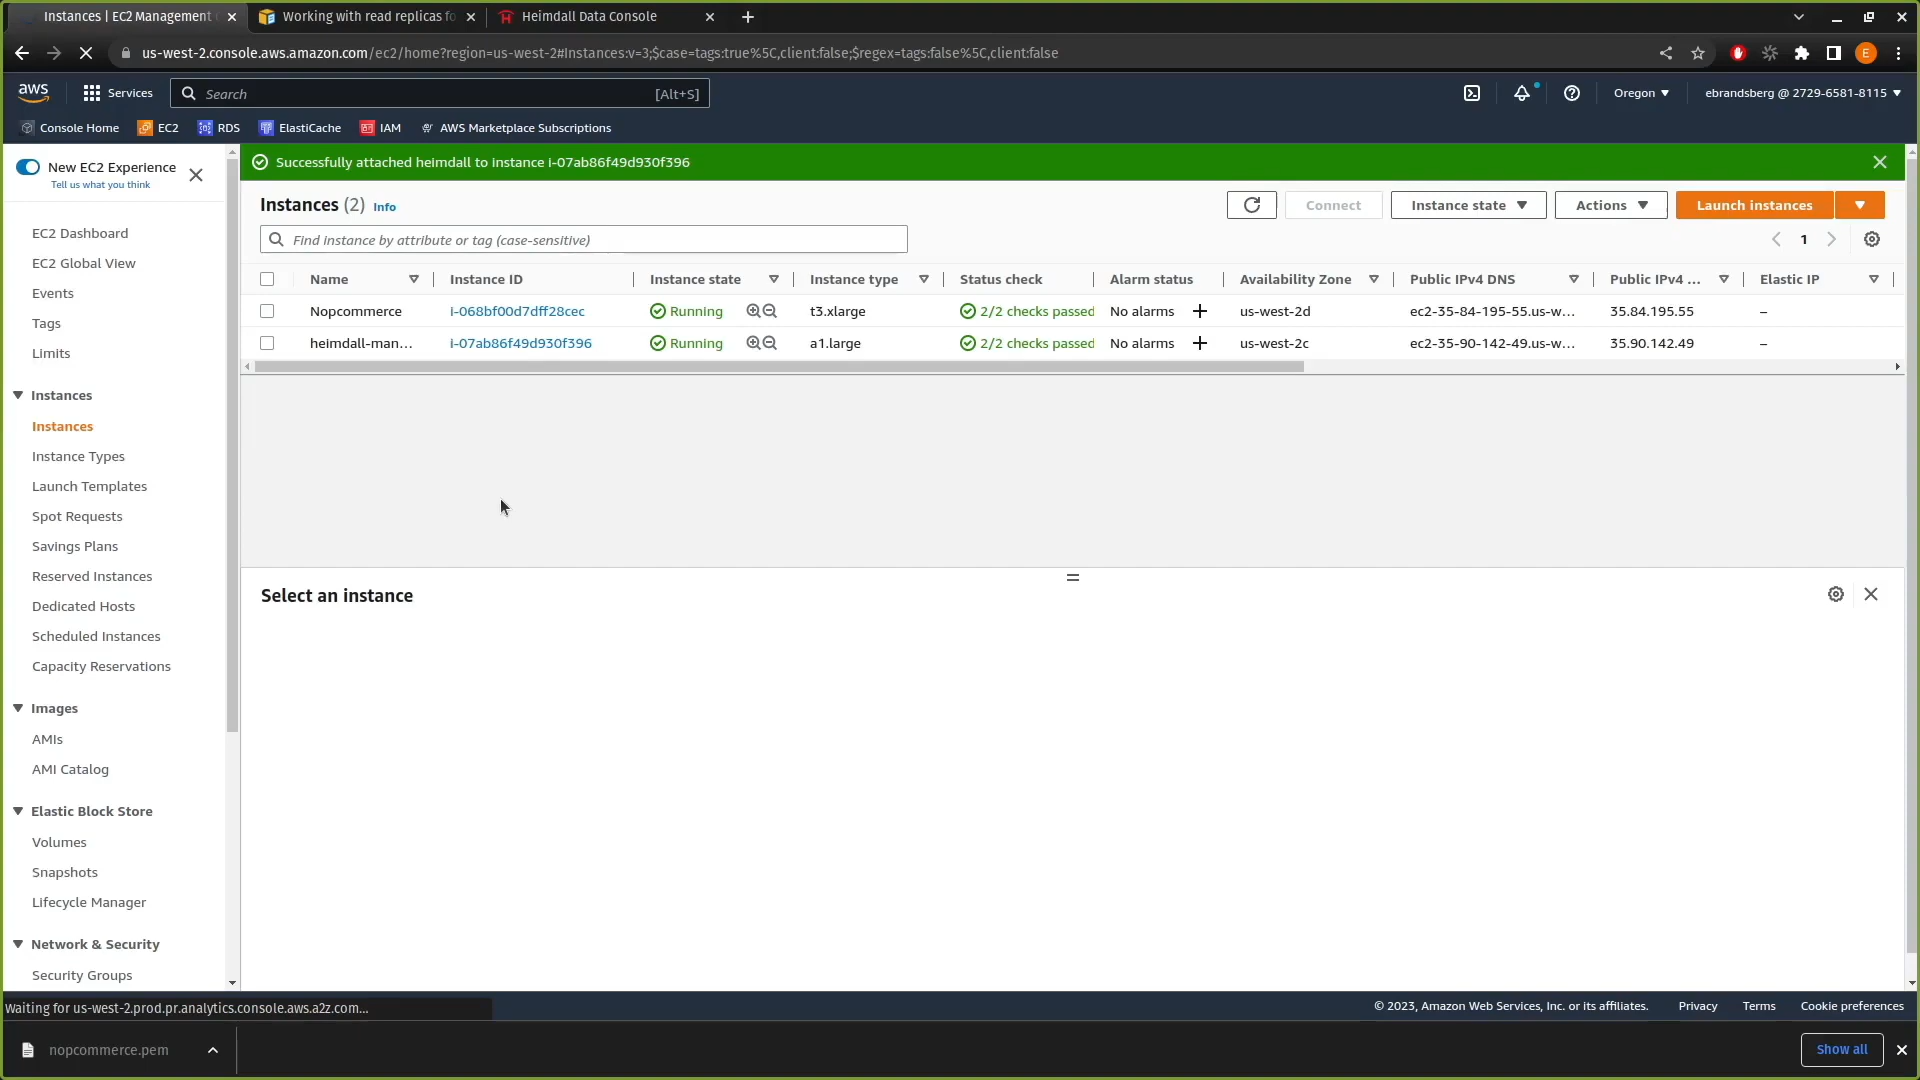 Instances | EC2 Management
Working with read replicas fo
Heimdall Data Console
us-west-2.console.aws.amazon.com/ec2/home?region=us-west-2#Instances:v=3;$case=tags:true%5C,client:false;$regex=tags:false%5C,client:false
E
aws
Services
Search
[Alt+S]
Oregon
ebrandsberg @ 2729-6581-8115
Console Home
EC2
RDS
ElastiCache
IAM
AWS Marketplace Subscriptions
New EC2 Experience
Tell us what you think
EC2 Dashboard
EC2 Global View
Events
Tags
Limits
Instances
Instances
Instance Types
Launch Templates
Spot Requests
Savings Plans
Reserved Instances
Dedicated Hosts
Scheduled Instances
Capacity Reservations
Images
AMIs
AMI Catalog
Elastic Block Store
Volumes
Snapshots
Lifecycle Manager
Network & Security
Security Groups
Successfully attached heimdall to instance i-07ab86f49d930f396
Instances (2) Info
Connect
Instance state
Actions
Launch instances
Find instance by attribute or tag (case-sensitive)
1
Name Instance ID Instance state Instance type Status check Alarm status Availability Zone Public IPv4 DNS Public IPv4 ... Elastic IP
Nopcommerce i-068bf00d7dff28cec Running t3.xlarge 2/2 checks passed No alarms + us-west-2d ec2-35-84-195-55.us-w... 35.84.195.55 –
heimdall-man... i-07ab86f49d930f396 Running a1.large 2/2 checks passed No alarms + us-west-2c ec2-35-90-142-49.us-w... 35.90.142.49 –
Select an instance
Waiting for us-west-2.prod.pr.analytics.console.aws.a2z.com...
© 2023, Amazon Web Services, Inc. or its affiliates.
Privacy
Terms
Cookie preferences
nopcommerce.pem
Show all